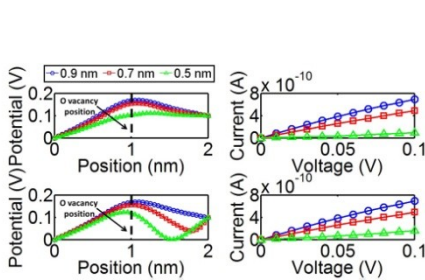 0.9 nm 0.7 nm 0.5 nm
Potential (V)
0.2
0.1
0
O vacancy
position
0 1 2
Position (nm)
Current (A)
8 x 10^-10
4
0
0 0.05 0.1
Voltage (V)
Potential (V)
0.2
0.1
0
O vacancy
position
0 1 2
Position (nm)
Current (A)
8 x 10^-10
4
0
0 0.05 0.1
Voltage (V)